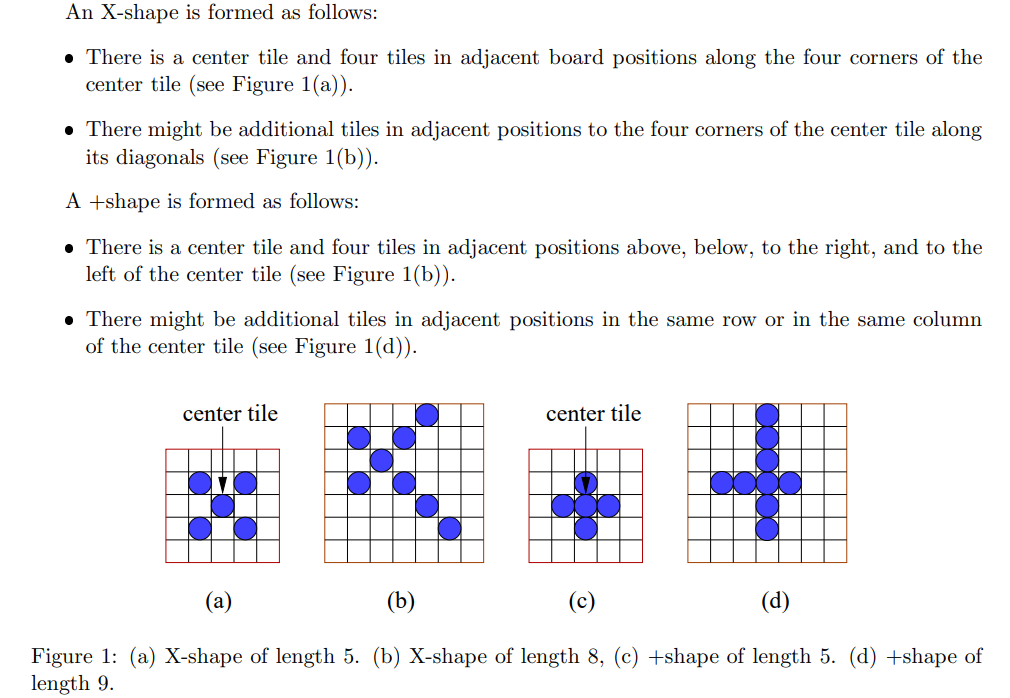 An X-shape is formed as follows:
• There is a center tile and four tiles in adjacent board positions along the four corners of the
center tile (see Figure 1(a)).
• There might be additional tiles in adjacent positions to the four corners of the center tile along
its diagonals (see Figure 1(b)).
A +shape is formed as follows:
• There is a center tile and four tiles in adjacent positions above, below, to the right, and to the
left of the center tile (see Figure 1(b)).
• There might be additional tiles in adjacent positions in the same row or in the same column
of the center tile (see Figure 1(d)).
center tile
center tile
(a)
(b)
(c)
(d)
Figure 1: (a) X-shape of length 5. (b) X-shape of length 8, (c) +shape of length 5. (d) +shape of
length 9.